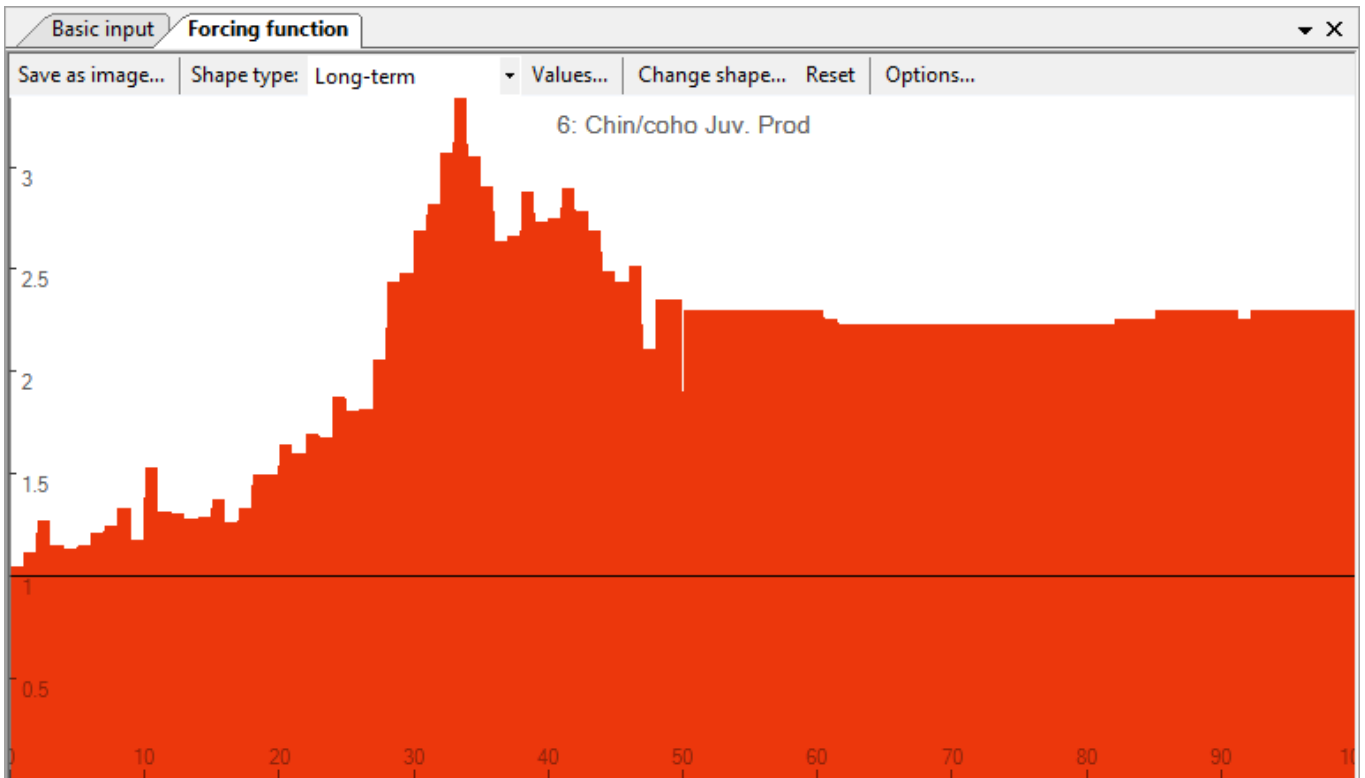 Basic input Forcing function
Save as image... Shape type: Long-term Values... Change shape... Reset Options...
6: Chin/coho Juv. Prod
3
2.5
2
1.5
1
0.5
10 20 30 40 50 60 70 80 90